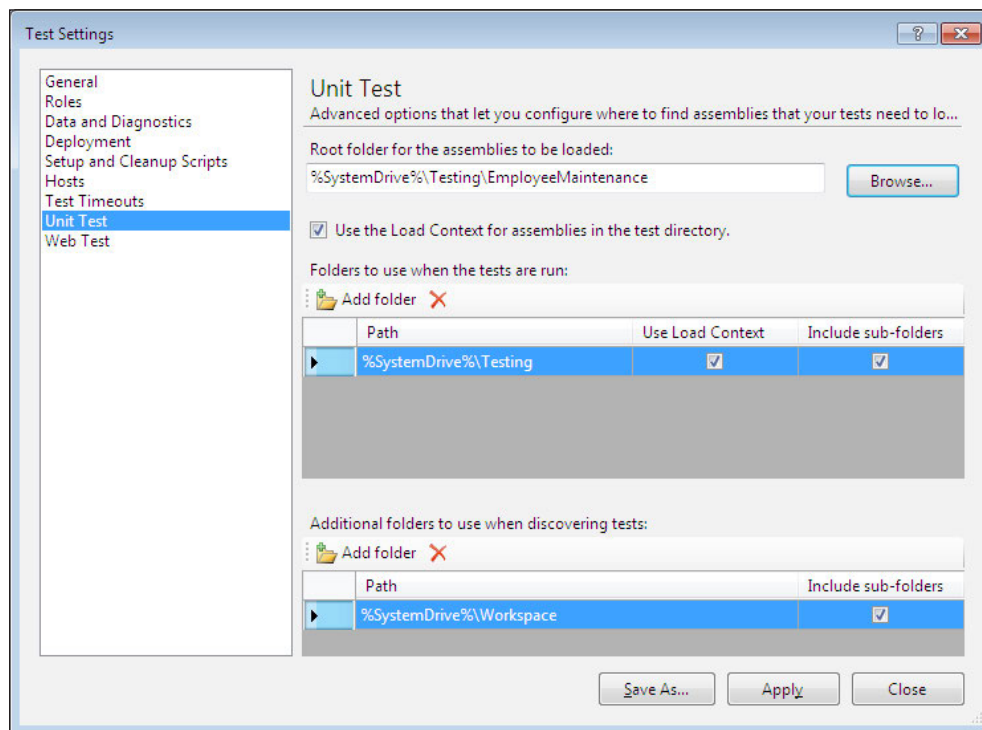 Test Settings
General
Roles
Data and Diagnostics
Deployment
Setup and Cleanup Scripts
Hosts
Test Timeouts
Unit Test
Web Test
Unit Test
Advanced options that let you configure where to find assemblies that your tests need to lo...
Root folder for the assemblies to be loaded:
%SystemDrive%\Testing\EmployeeMaintenance
Browse...
Use the Load Context for assemblies in the test directory.
Folders to use when the tests are run:
Add folder
Path Use Load Context Include sub-folders
%SystemDrive%\Testing
Additional folders to use when discovering tests:
Add folder
Path Include sub-folders
%SystemDrive%\Workspace
Save As... Apply Close